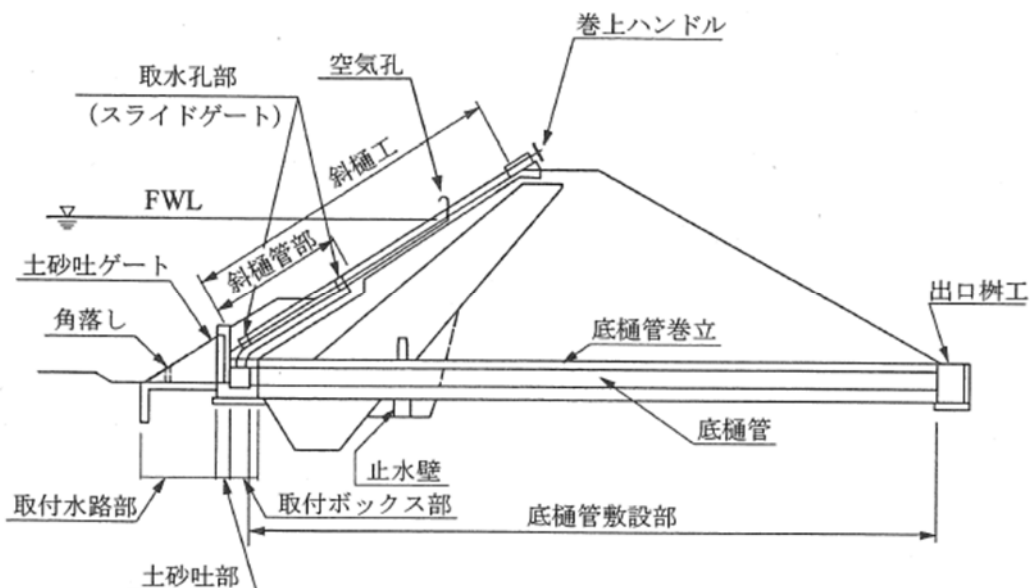 巻上ハンドル
空気孔
取水孔部
(スライドゲート)
斜樋工
FWL
斜樋管部
土砂吐ゲート
角落し
出口桝工
底樋管巻立
底樋管
止水壁
取付水路部
取付ボックス部
底樋管敷設部
土砂吐部